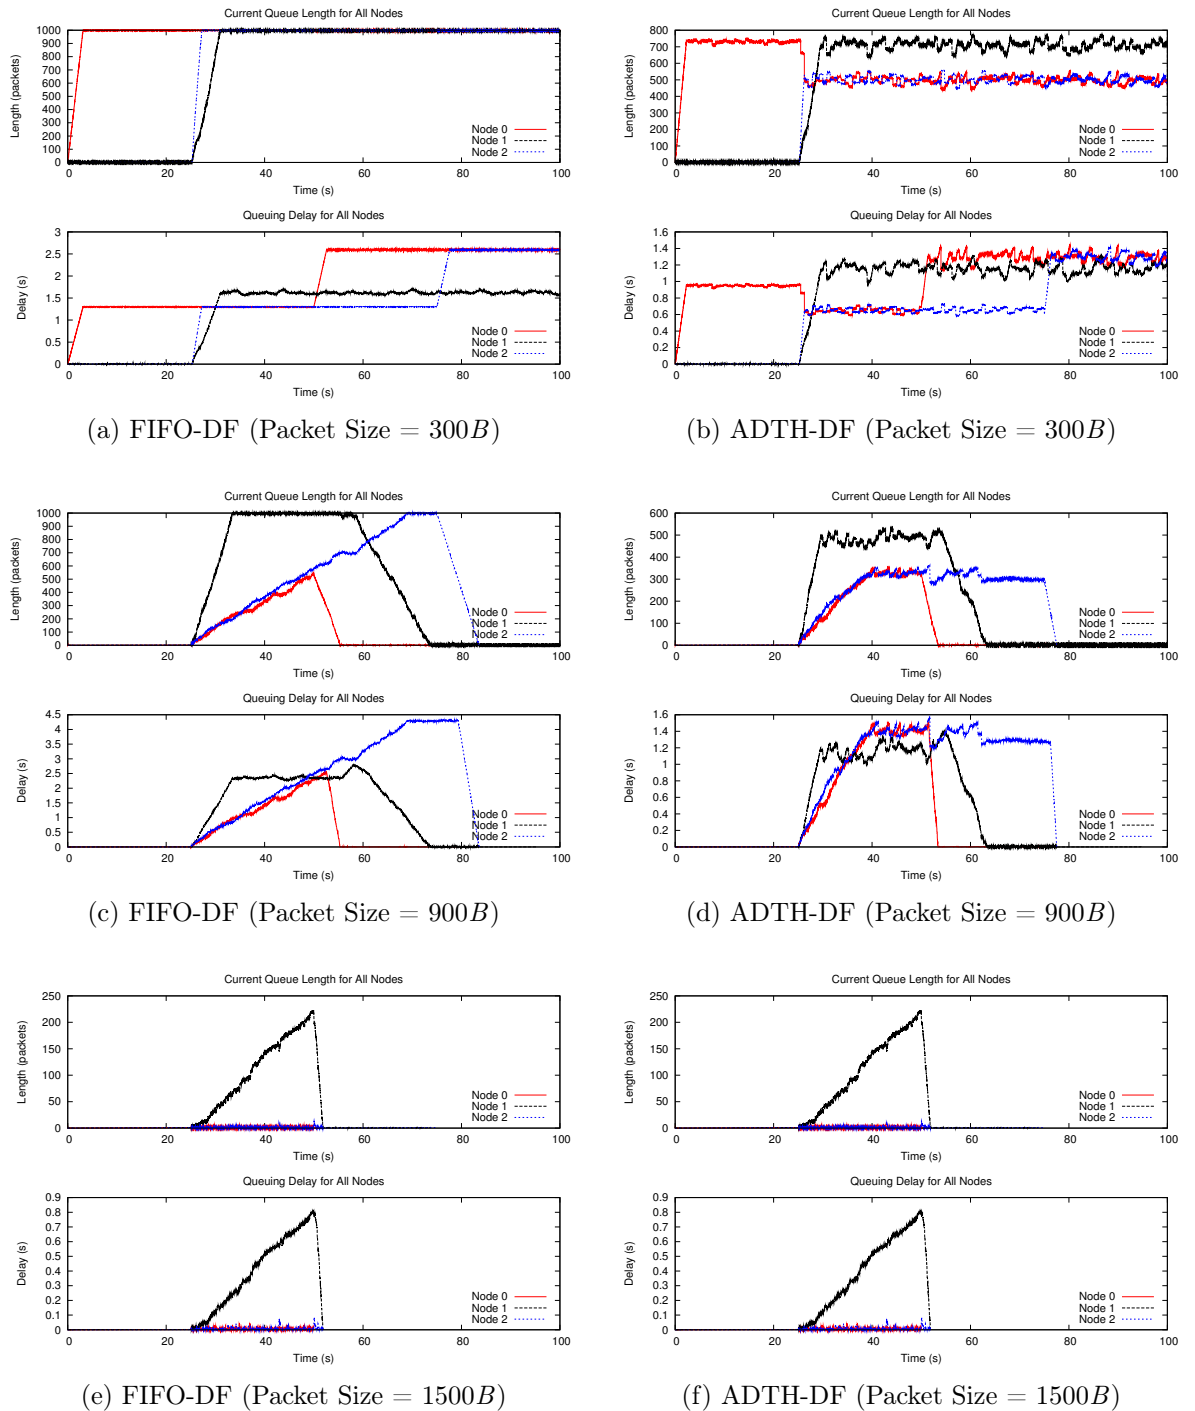 Current Queue Length for All Nodes
Length (packets)
1000
900
800
700
600
500
400
300
200
100
0
Node 0
Node 1
Node 2
0 20 40 60 80 100
Time (s)
Queuing Delay for All Nodes
Delay (s)
3
2.5
2
1.5
1
0.5
0
Node 0
Node 1
Node 2
0 20 40 60 80 100
Time (s)
(a) FIFO-DF (Packet Size = 300B)
Current Queue Length for All Nodes
Length (packets)
800
700
600
500
400
300
200
100
0
Node 0
Node 1
Node 2
0 20 40 60 80 100
Time (s)
Queuing Delay for All Nodes
Delay (s)
1.6
1.4
1.2
1
0.8
0.6
0.4
0.2
0
Node 0
Node 1
Node 2
0 20 40 60 80 100
Time (s)
(b) ADTH-DF (Packet Size = 300B)
Current Queue Length for All Nodes
Length (packets)
1000
900
800
700
600
500
400
300
200
100
0
Node 0
Node 1
Node 2
0 20 40 60 80 100
Time (s)
Queuing Delay for All Nodes
Delay (s)
4.5
4
3.5
3
2.5
2
1.5
1
0.5
0
Node 0
Node 1
Node 2
0 20 40 60 80 100
Time (s)
(c) FIFO-DF (Packet Size = 900B)
Current Queue Length for All Nodes
Length (packets)
600
500
400
300
200
100
0
Node 0
Node 1
Node 2
0 20 40 60 80 100
Time (s)
Queuing Delay for All Nodes
Delay (s)
1.6
1.4
1.2
1
0.8
0.6
0.4
0.2
0
Node 0
Node 1
Node 2
0 20 40 60 80 100
Time (s)
(d) ADTH-DF (Packet Size = 900B)
Current Queue Length for All Nodes
Length (packets)
250
200
150
100
50
0
Node 0
Node 1
Node 2
0 20 40 60 80 100
Time (s)
Queuing Delay for All Nodes
Delay (s)
0.9
0.8
0.7
0.6
0.5
0.4
0.3
0.2
0.1
0
Node 0
Node 1
Node 2
0 20 40 60 80 100
Time (s)
(e) FIFO-DF (Packet Size = 1500B)
Current Queue Length for All Nodes
Length (packets)
250
200
150
100
50
0
Node 0
Node 1
Node 2
0 20 40 60 80 100
Time (s)
Queuing Delay for All Nodes
Delay (s)
0.9
0.8
0.7
0.6
0.5
0.4
0.3
0.2
0.1
0
Node 0
Node 1
Node 2
0 20 40 60 80 100
Time (s)
(f) ADTH-DF (Packet Size = 1500B)